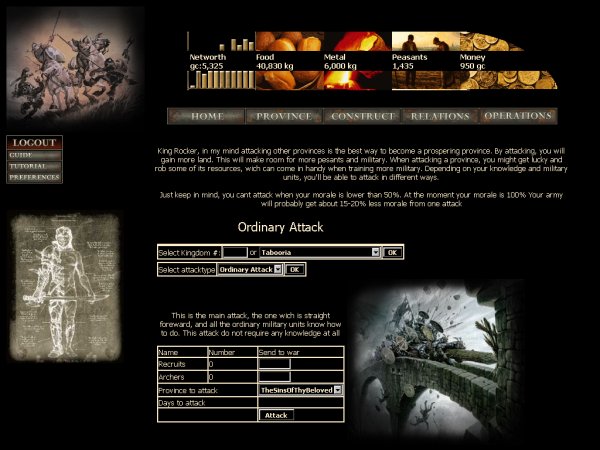 Networth Food Metal Peasants Money
gc:5,325 40,830 kg 6,000 kg 1,435 950 gc
HOME PROVINCE CONSTRUCT RELATIONS OPERATIONS
LOGOUT
GUIDE
TUTORIAL
PREFERENCES
King Rocker, in my mind attacking other provinces is the best way to become a prospering province. By attacking, you will
gain more land. This will make room for more pesants and military. When attacking a province, you might get lucky and
rob some of its resources, wich can come in handy when training more military. Depending on your knowledge and military
units, you'll be able to attack in different ways.
Just keep in mind, you cant attack when your morale is lower than 50%. At the moment your morale is 100% Your army
will probably get about 15-20% less morale from one attack
Ordinary Attack
Select Kingdom #: or Tabooria OK
Select attacktype Ordinary Attack OK
This is the main attack, the one wich is straight
foreward, and all the ordinary military units know how
to do. This attack do not require any knowledge at all
Name Number Send to war
Recruits 0
Archers 0
Province to attack TheSinsOfThyBeloved
Days to attack
Attack